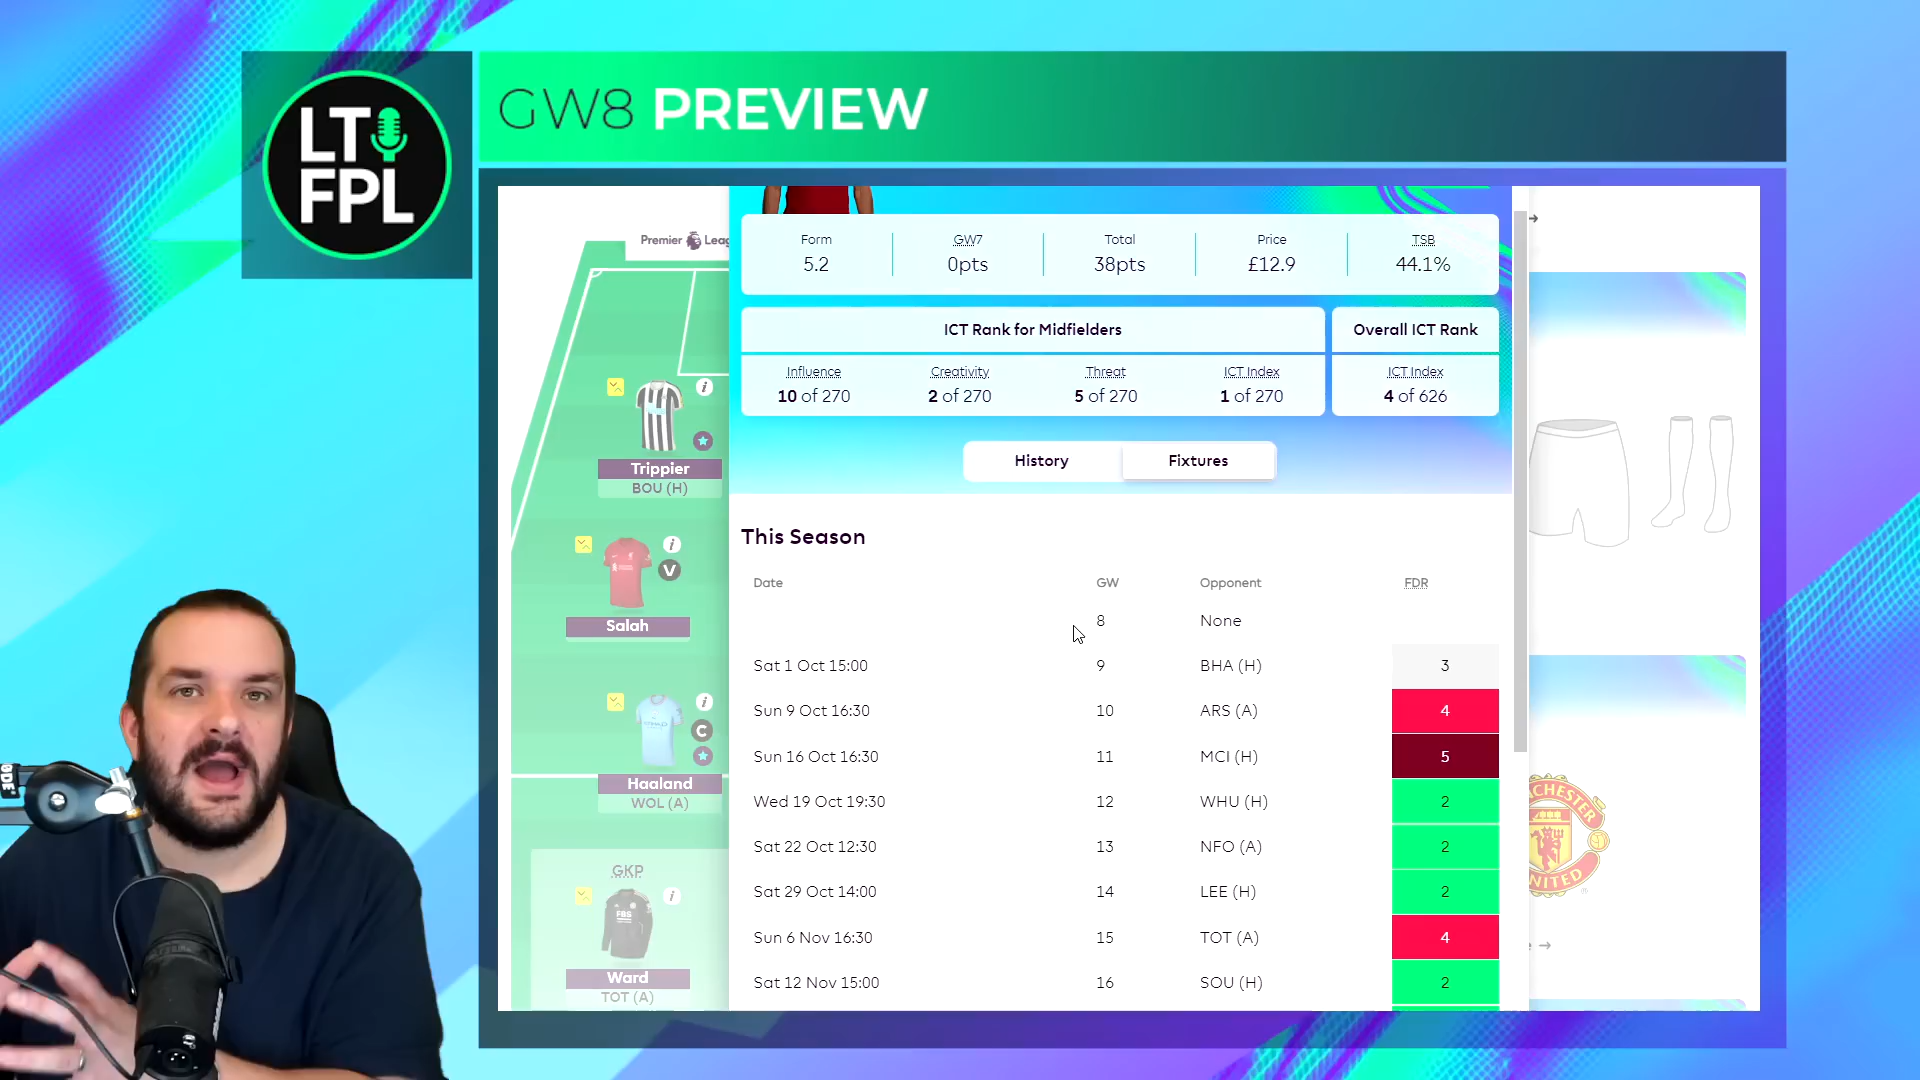 LT
FPL
GW8 PREVIEW
Premier
Form
GW7
Total
Price
TSB
5.2
0pts
38pts
£12.9
44.1%
ICT Rank for Midfielders
Overall ICT Rank
Influence
Creativity
Threat
ICT Index
ICT Index
10 of 270
2 of 270
5 of 270
1 of 270
4 of 626
History
Fixtures
Trippier
BOU (H)
V
Salah
C
Haaland
WOL (A)
GKP
FBS
Ward
TOT (A)
This Season
Date GW Opponent FDR
8 None
Sat 1 Oct 15:00 9 BHA (H) 3
Sun 9 Oct 16:30 10 ARS (A) 4
Sun 16 Oct 16:30 11 MCI (H) 5
Wed 19 Oct 19:30 12 WHU (H) 2
Sat 22 Oct 12:30 13 NFO (A) 2
Sat 29 Oct 14:00 14 LEE (H) 2
Sun 6 Nov 16:30 15 TOT (A) 4
Sat 12 Nov 15:00 16 SOU (H) 2
UNITED